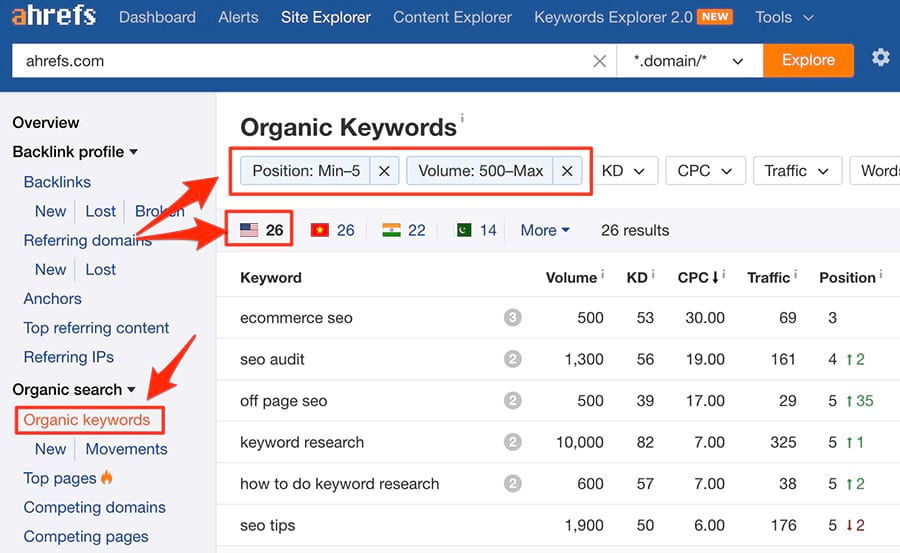 ahrefs Dashboard Alerts Site Explorer Content Explorer Keywords Explorer 2.0 NEW Tools
ahrefs.com *.domain/* Explore
Overview
Backlink profile
Backlinks
New Lost Broken
Referring domains
New Lost
Anchors
Top referring content
Referring IPs
Organic search
Organic keywords
New Movements
Top pages
Competing domains
Competing pages
Organic Keywords i
Position: Min–5 × Volume: 500–Max × KD CPC Traffic Words
26 26 22 14 More 26 results
Keyword Volume i KD i CPC↓ i Traffic i Position i
ecommerce seo 3 500 53 30.00 69 3
seo audit 2 1,300 56 19.00 161 4 ↑2
off page seo 2 500 39 17.00 29 5 ↑35
keyword research 2 10,000 82 7.00 325 5 ↑1
how to do keyword research 2 600 57 7.00 38 5 ↑2
seo tips 1,900 50 6.00 176 5 ↓2